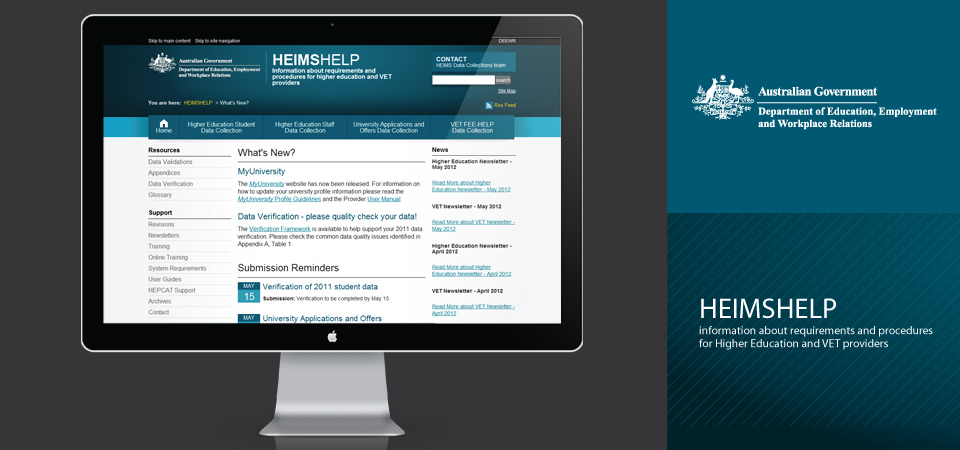 Skip to main content Skip to site navigation
DEEWR
Australian Government
Department of Education, Employment
and Workplace Relations
HEIMSHELP
Information about requirements and
procedures for higher education and VET
providers
CONTACT
HEIMS Data Collections team
search
Site Map
You are here: HEIMSHELP > What's New?
Rss Feed
Home
Higher Education Student
Data Collection
Higher Education Staff
Data Collection
University Applications and
Offers Data Collection
VET FEE-HELP
Data Collection
Resources
Data Validations
Appendices
Data Verification
Glossary
Support
Revisions
Newsletters
Training
Online Training
System Requirements
User Guides
HEPCAT Support
Archives
Contact
What's New?
MyUniversity
The MyUniversity website has now been released. For information on
how to update your university profile information please read the
MyUniversity Profile Guidelines and the Provider User Manual.
Data Verification - please quality check your data!
The Verification Framework is available to help support your 2011 data
verification. Please check the common data quality issues identified in
Appendix A, Table 1.
Submission Reminders
MAY
15
Verification of 2011 student data
Submission: Verification to be completed by May 15
MAY
University Applications and Offers
News
Higher Education Newsletter -
May 2012
Read More about Higher
Education Newsletter - May 2012
VET Newsletter - May 2012
Read More about VET Newsletter -
May 2012
Higher Education Newsletter -
April 2012
Read More about Higher
Education Newsletter - April 2012
VET Newsletter - April 2012
Read More about VET Newsletter -
April 2012
Australian Government
Department of Education, Employment
and Workplace Relations
HEIMSHELP
information about requirements and procedures
for Higher Education and VET providers